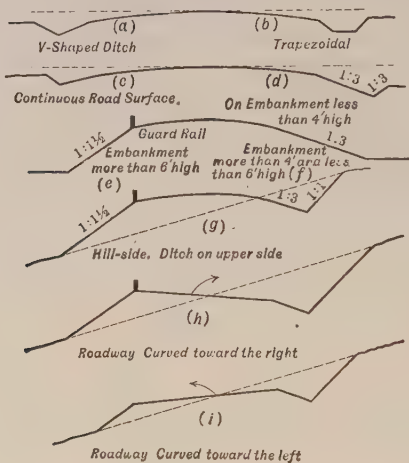 (a) (b)
V-Shaped Ditch Trapezoidal
(c) (d) 1:3 1:3
Continuous Road Surface. On Embankment less
than 4'high
1:1½ Guard Rail 1:3
Embankment
more than 6'high
(e)
Embankment
more than 4'and less
than 6'high (f)
1:1½ (g) 1:3 1:1
Hill-side. Ditch on upper side
(h)
Roadway Curved toward the right
(i)
Roadway Curved toward the left